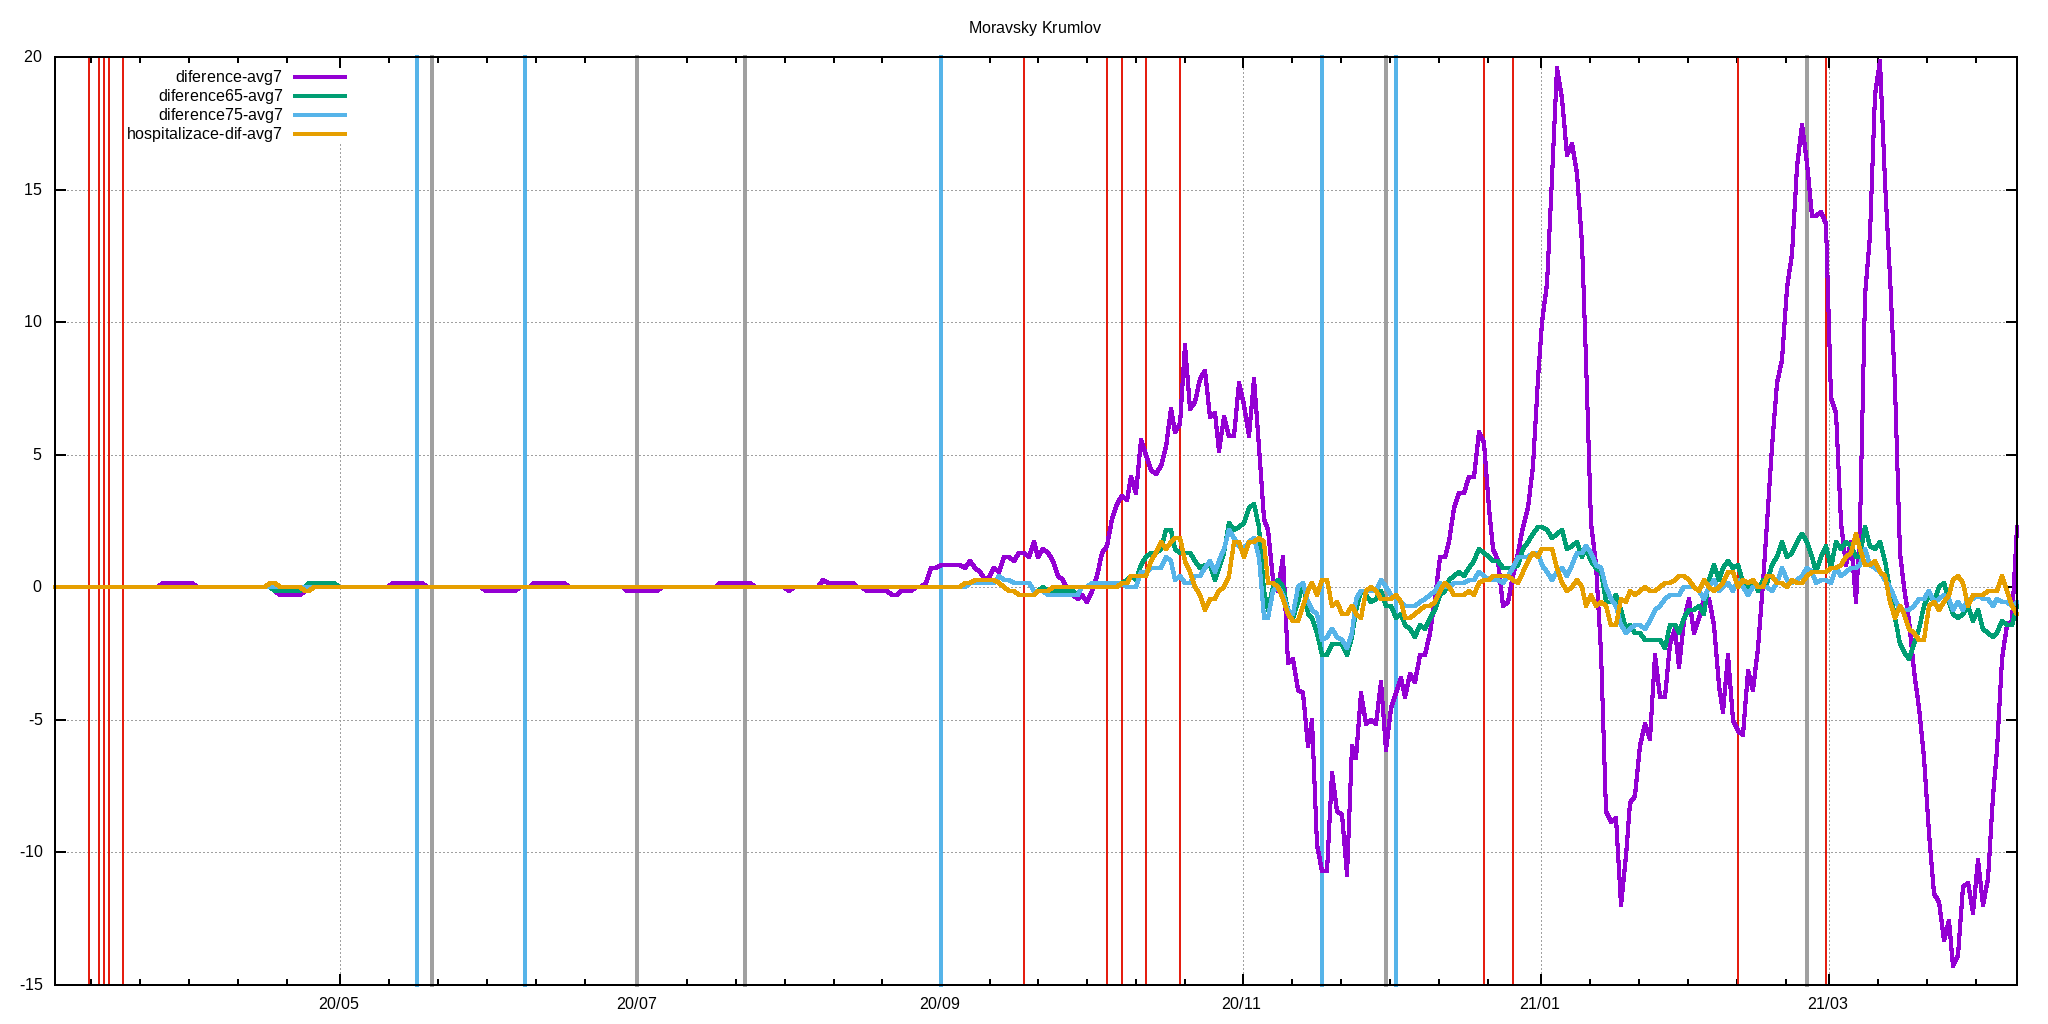 Moravsky Krumlov
diference-avg7
diference65-avg7
diference75-avg7
hospitalizace-dif-avg7
20
15
10
5
0
-5
-10
-15
20/05
20/07
20/09
20/11
21/01
21/03